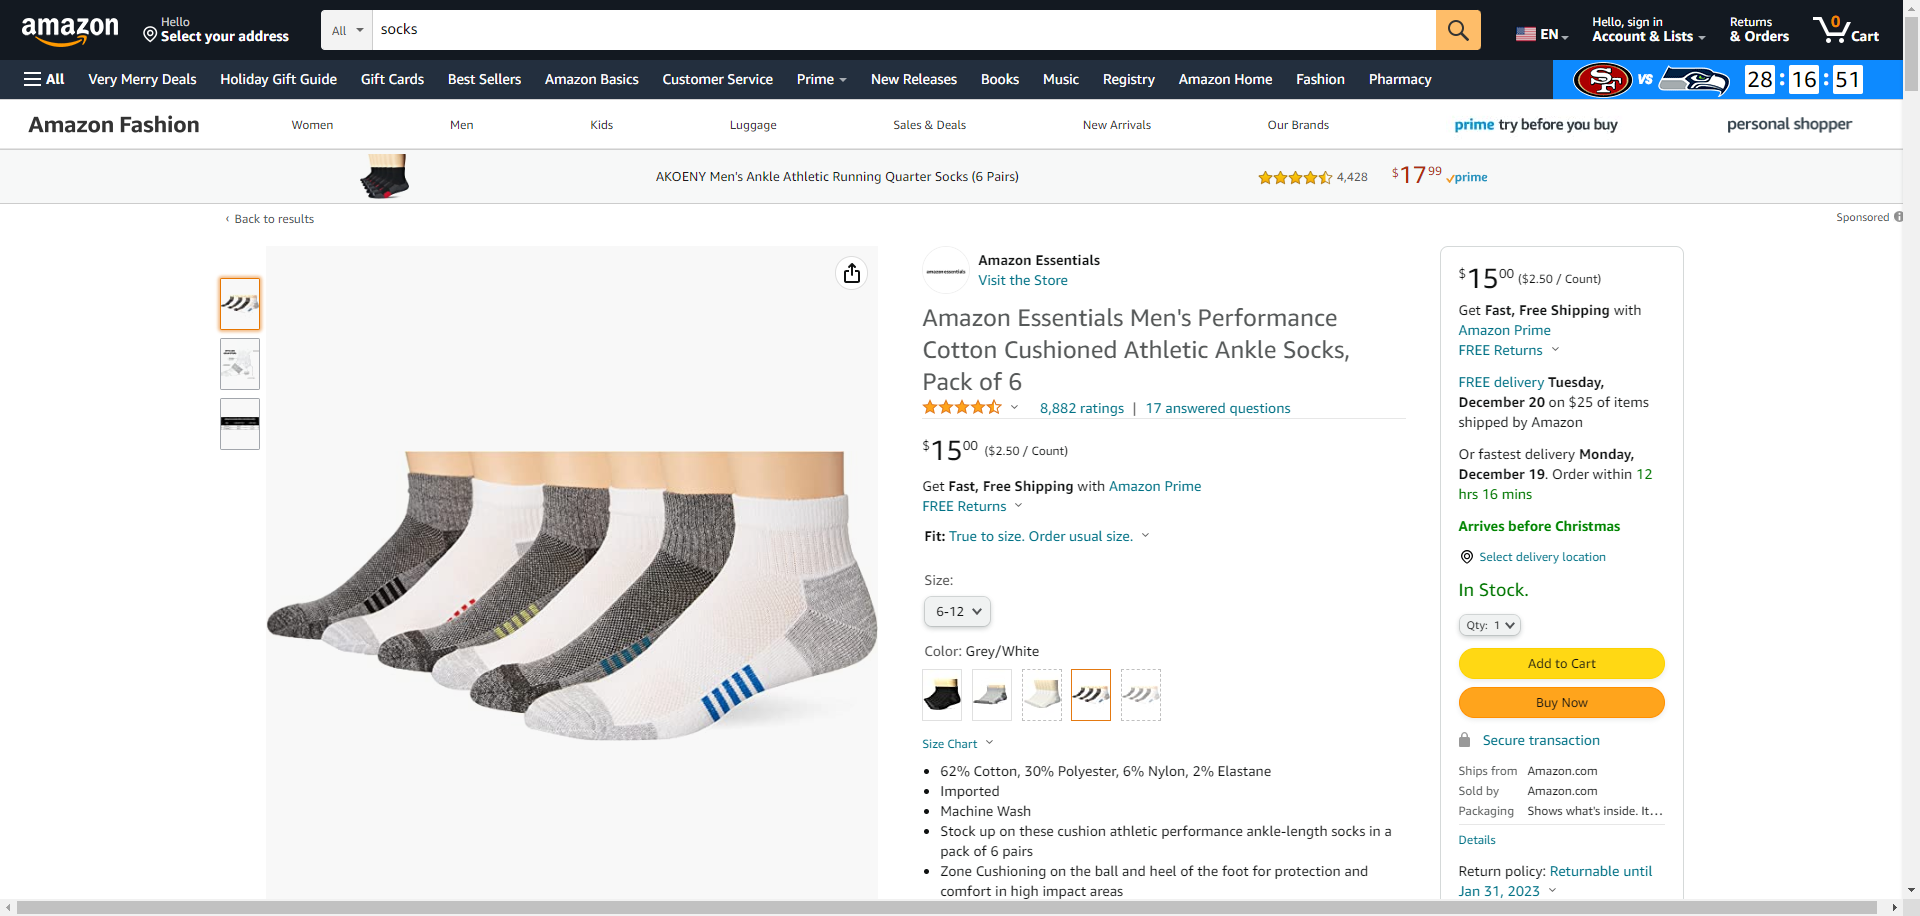 amazon
Hello
Select your address
All
socks
EN
Hello, sign in
Account & Lists
Returns
& Orders
0
Cart
All
Very Merry Deals
Holiday Gift Guide
Gift Cards
Best Sellers
Amazon Basics
Customer Service
Prime
New Releases
Books
Music
Registry
Amazon Home
Fashion
Pharmacy
SF
VS
28:16:51
Amazon Fashion
Women
Men
Kids
Luggage
Sales & Deals
New Arrivals
Our Brands
prime try before you buy
personal shopper
AKOENY Men's Ankle Athletic Running Quarter Socks (6 Pairs)
4,428
$17 99
prime
‹ Back to results
Sponsored
amazon essentials
Amazon Essentials
Visit the Store
Amazon Essentials Men's Performance
Cotton Cushioned Athletic Ankle Socks,
Pack of 6
8,882 ratings | 17 answered questions
$15 00 ($2.50 / Count)
Get Fast, Free Shipping with Amazon Prime
FREE Returns
Fit: True to size. Order usual size.
Size:
6-12
Color: Grey/White
Size Chart
• 62% Cotton, 30% Polyester, 6% Nylon, 2% Elastane
• Imported
• Machine Wash
• Stock up on these cushion athletic performance ankle-length socks in a
pack of 6 pairs
• Zone Cushioning on the ball and heel of the foot for protection and
comfort in high impact areas
$15 00 ($2.50 / Count)
Get Fast, Free Shipping with
Amazon Prime
FREE Returns
FREE delivery Tuesday,
December 20 on $25 of items
shipped by Amazon
Or fastest delivery Monday,
December 19. Order within 12
hrs 16 mins
Arrives before Christmas
Select delivery location
In Stock.
Qty: 1
Add to Cart
Buy Now
Secure transaction
Ships from Amazon.com
Sold by Amazon.com
Packaging Shows what's inside. It…
Details
Return policy: Returnable until
Jan 31, 2023